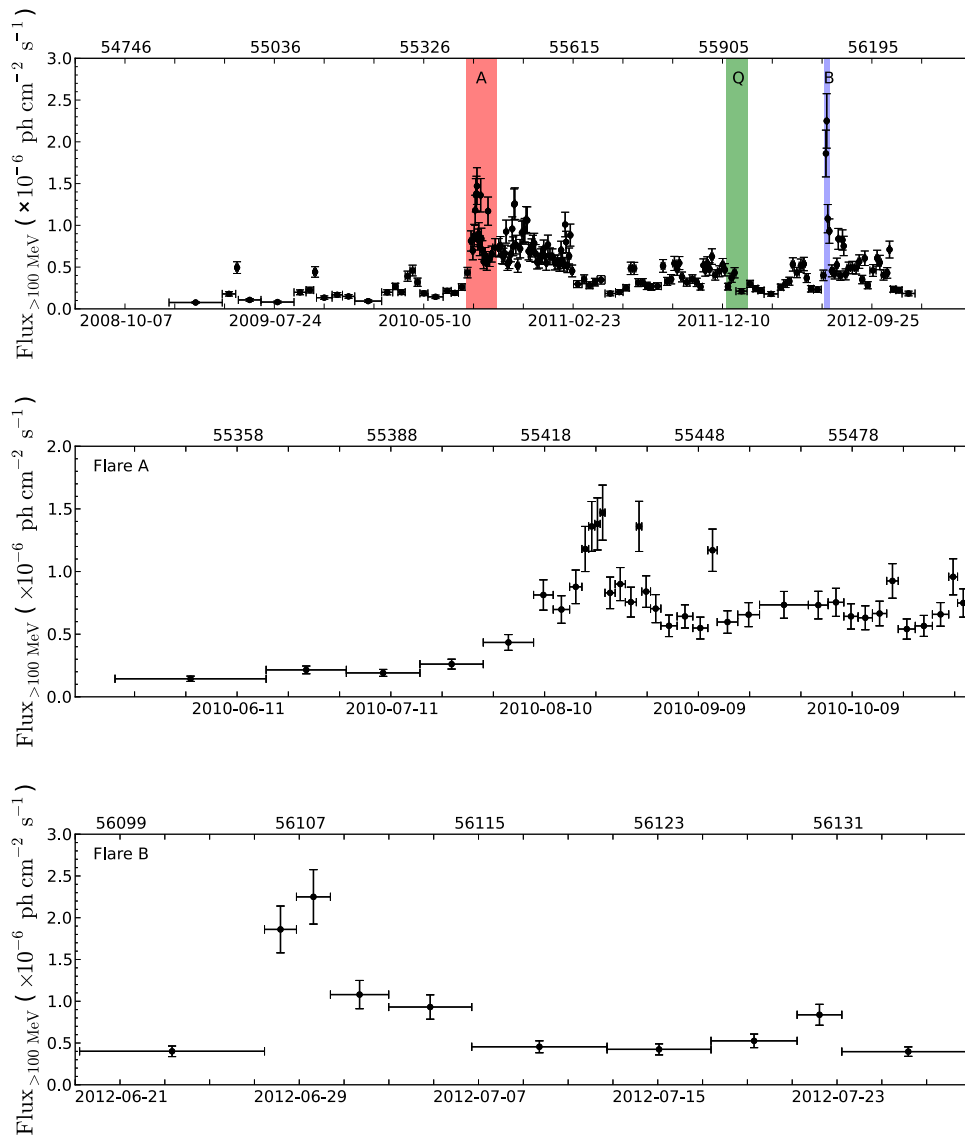 54746 55036 55326 55615 55905 56195
Flux>100 MeV ( ×10−6 ph cm−2 s−1)
3.0
2.5
2.0
1.5
1.0
0.5
0.0
A Q B
2008-10-07 2009-07-24 2010-05-10 2011-02-23 2011-12-10 2012-09-25
55358 55388 55418 55448 55478
Flux>100 MeV ( ×10−6 ph cm−2 s−1)
2.0
1.5
1.0
0.5
0.0
Flare A
2010-06-11 2010-07-11 2010-08-10 2010-09-09 2010-10-09
56099 56107 56115 56123 56131
Flux>100 MeV ( ×10−6 ph cm−2 s−1)
3.0
2.5
2.0
1.5
1.0
0.5
0.0
Flare B
2012-06-21 2012-06-29 2012-07-07 2012-07-15 2012-07-23